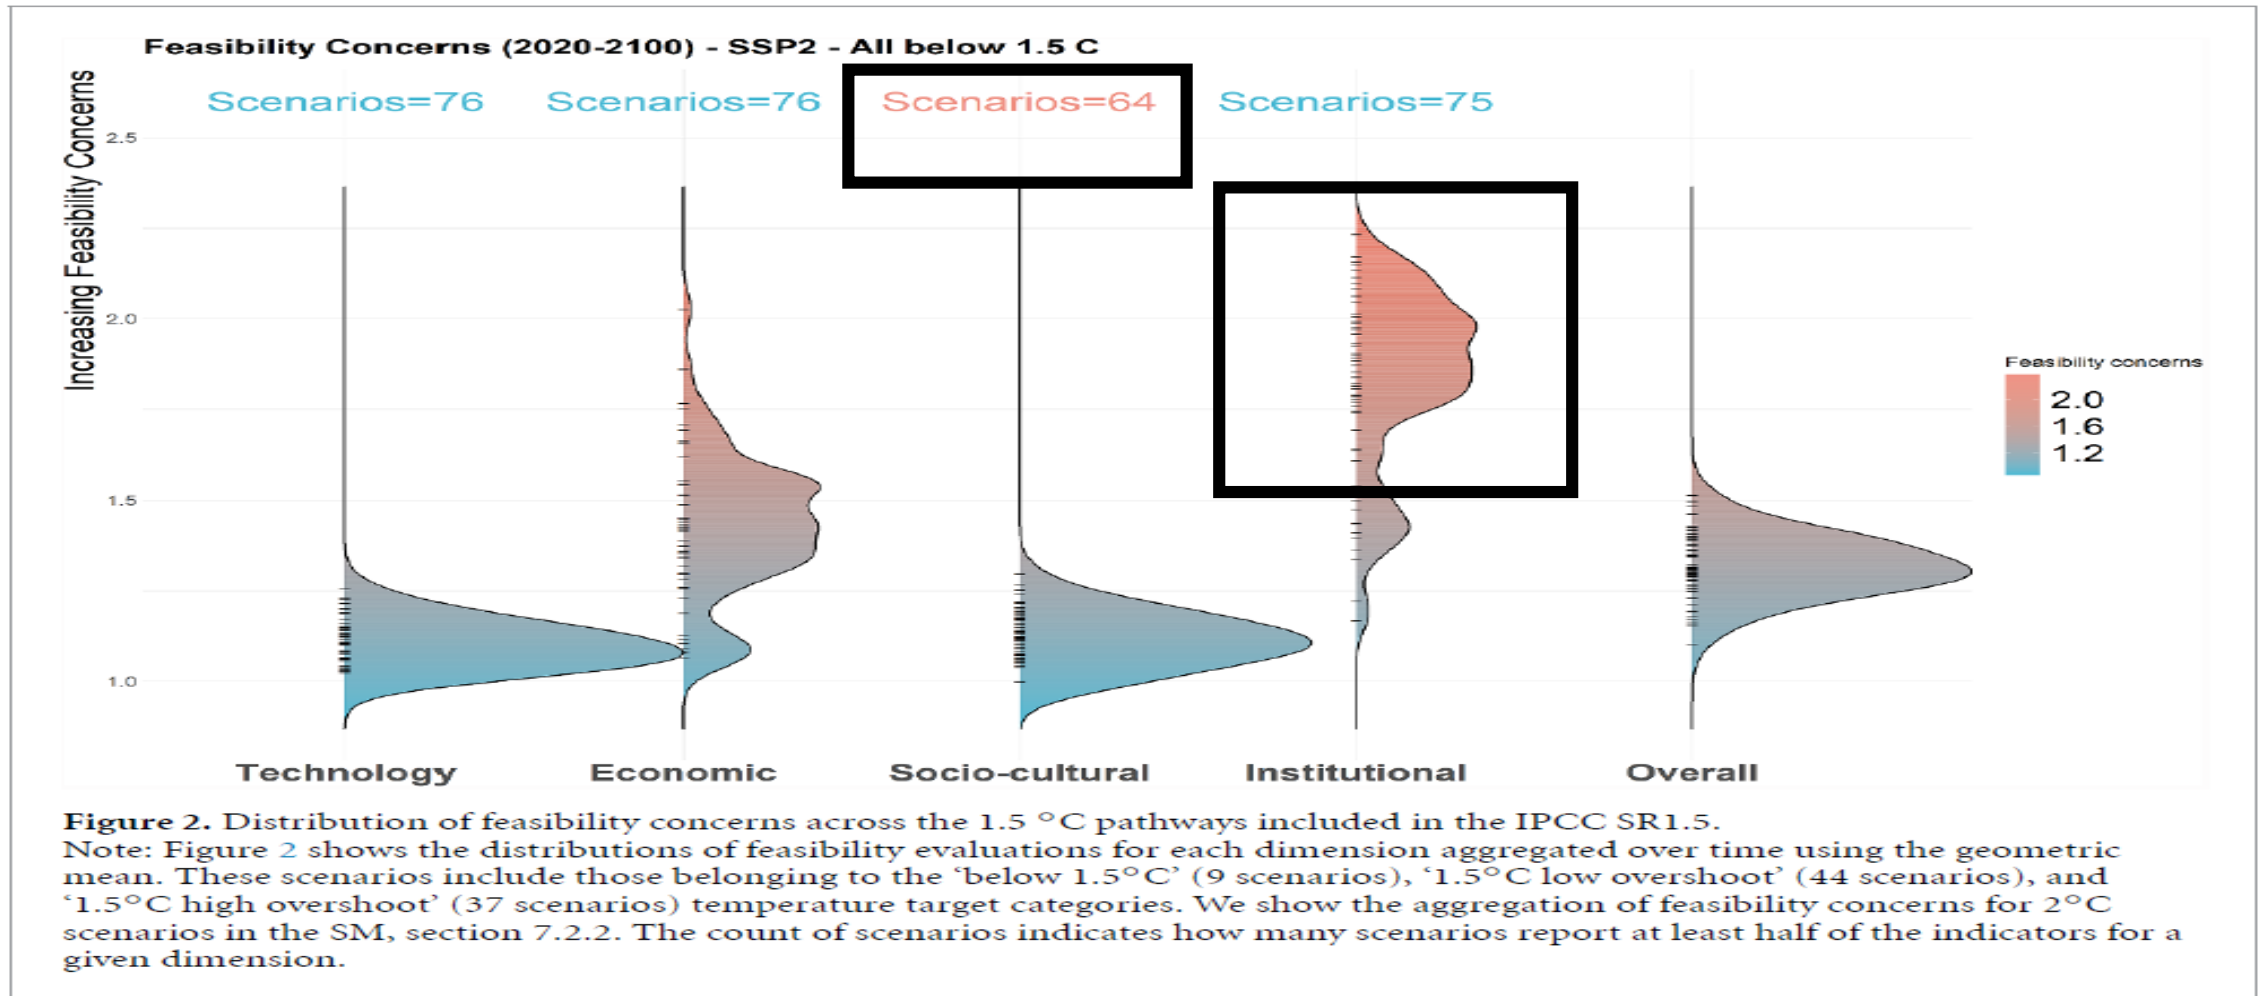 Feasibility Concerns (2020-2100) - SSP2 - All below 1.5 C
Scenarios=76 Scenarios=76 Scenarios=64 Scenarios=75
Increasing Feasibility Concerns
2.5
2.0
1.5
1.0
Feasibility concerns
2.0
1.6
1.2
Technology Economic Socio-cultural Institutional Overall
Figure 2. Distribution of feasibility concerns across the 1.5 °C pathways included in the IPCC SR1.5.
Note: Figure 2 shows the distributions of feasibility evaluations for each dimension aggregated over time using the geometric
mean. These scenarios include those belonging to the ‘below 1.5°C’ (9 scenarios), ‘1.5°C low overshoot’ (44 scenarios), and
‘1.5°C high overshoot’ (37 scenarios) temperature target categories. We show the aggregation of feasibility concerns for 2°C
scenarios in the SM, section 7.2.2. The count of scenarios indicates how many scenarios report at least half of the indicators for a
given dimension.